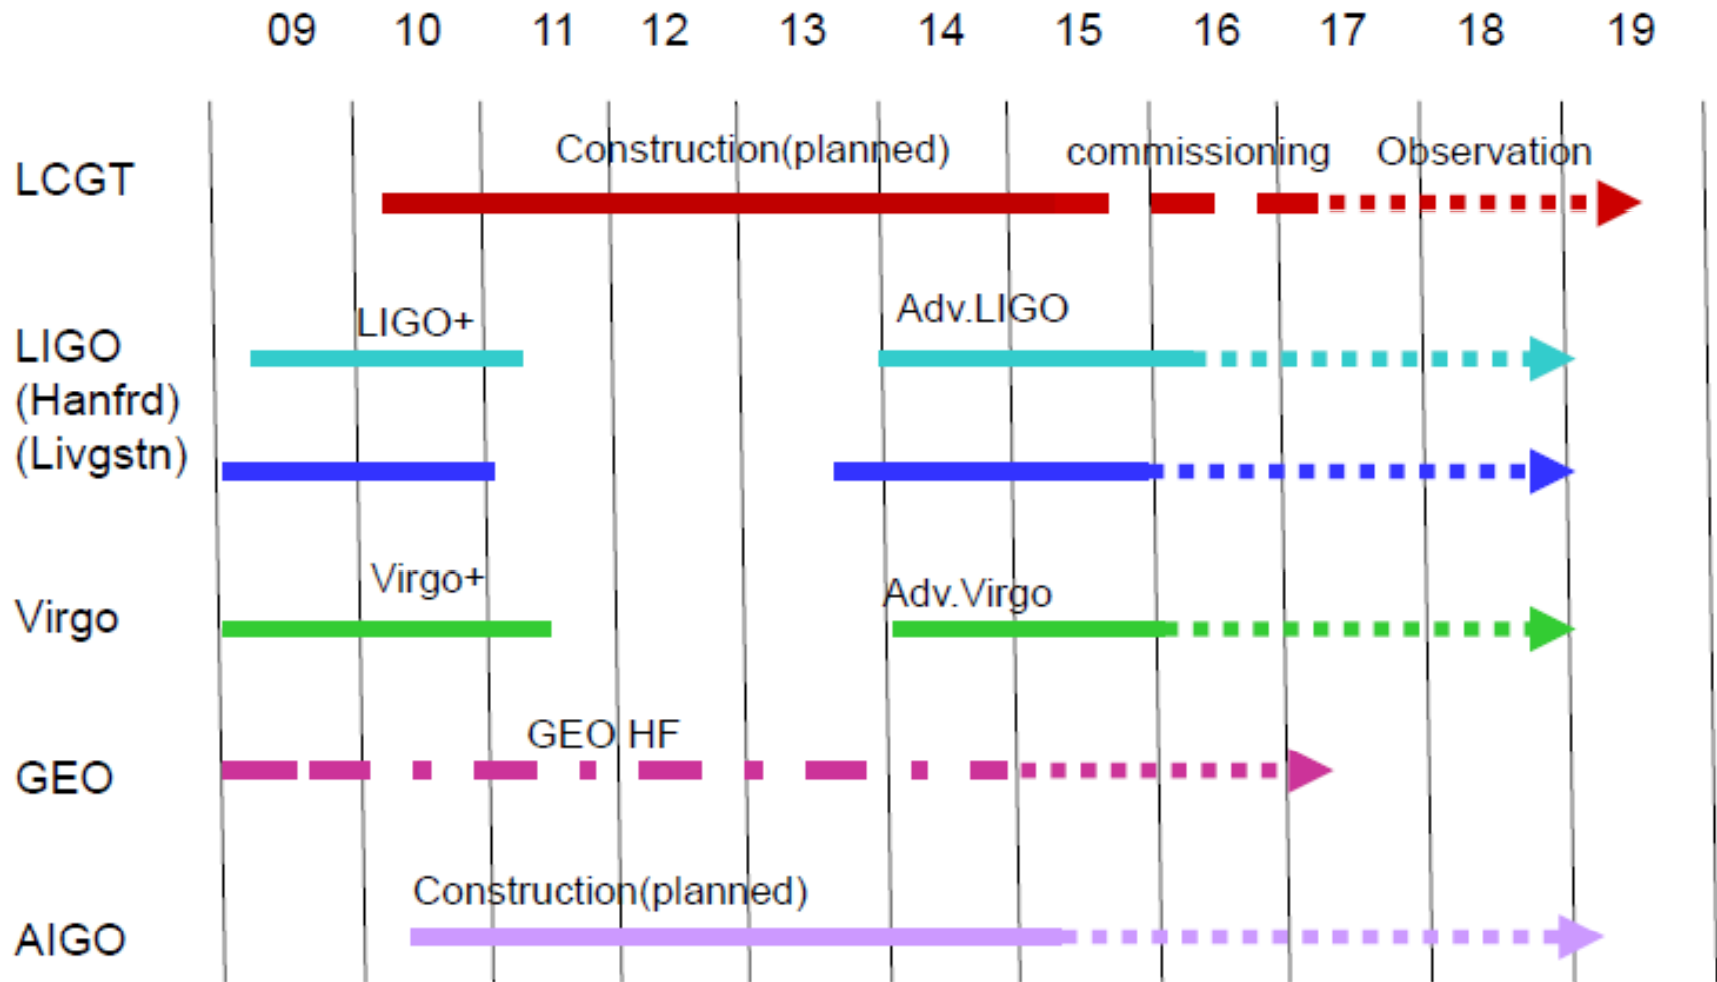 09 10 11 12 13 14 15 16 17 18 19
LCGT Construction(planned) commissioning Observation
LIGO LIGO+ Adv.LIGO
(Hanfrd)
(Livgstn)
Virgo Virgo+ Adv.Virgo
GEO GEO HF
AIGO Construction(planned)